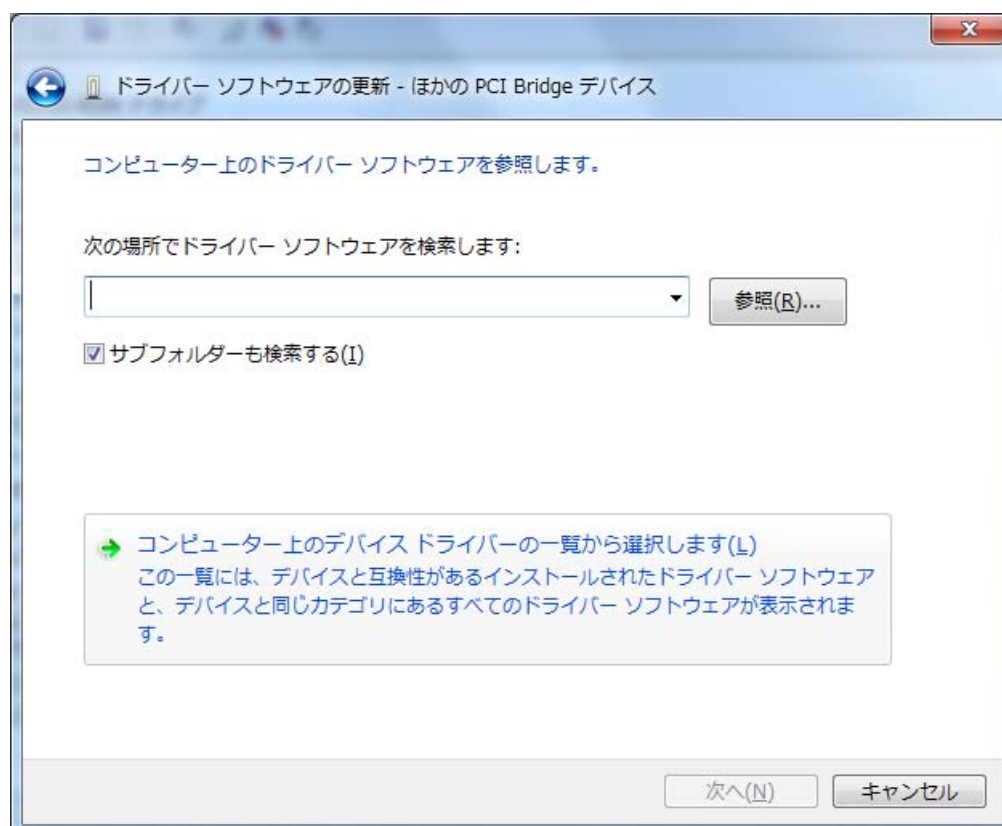 ドライバー ソフトウェアの更新 - ほかの PCI Bridge デバイス
コンピューター上のドライバー ソフトウェアを参照します。
次の場所でドライバー ソフトウェアを検索します:
参照(R)...
サブフォルダーも検索する(I)
コンピューター上のデバイス ドライバーの一覧から選択します(L)
この一覧には、デバイスと互換性があるインストールされたドライバー ソフトウェア
と、デバイスと同じカテゴリにあるすべてのドライバー ソフトウェアが表示されま
す。
次へ(N)
キャンセル